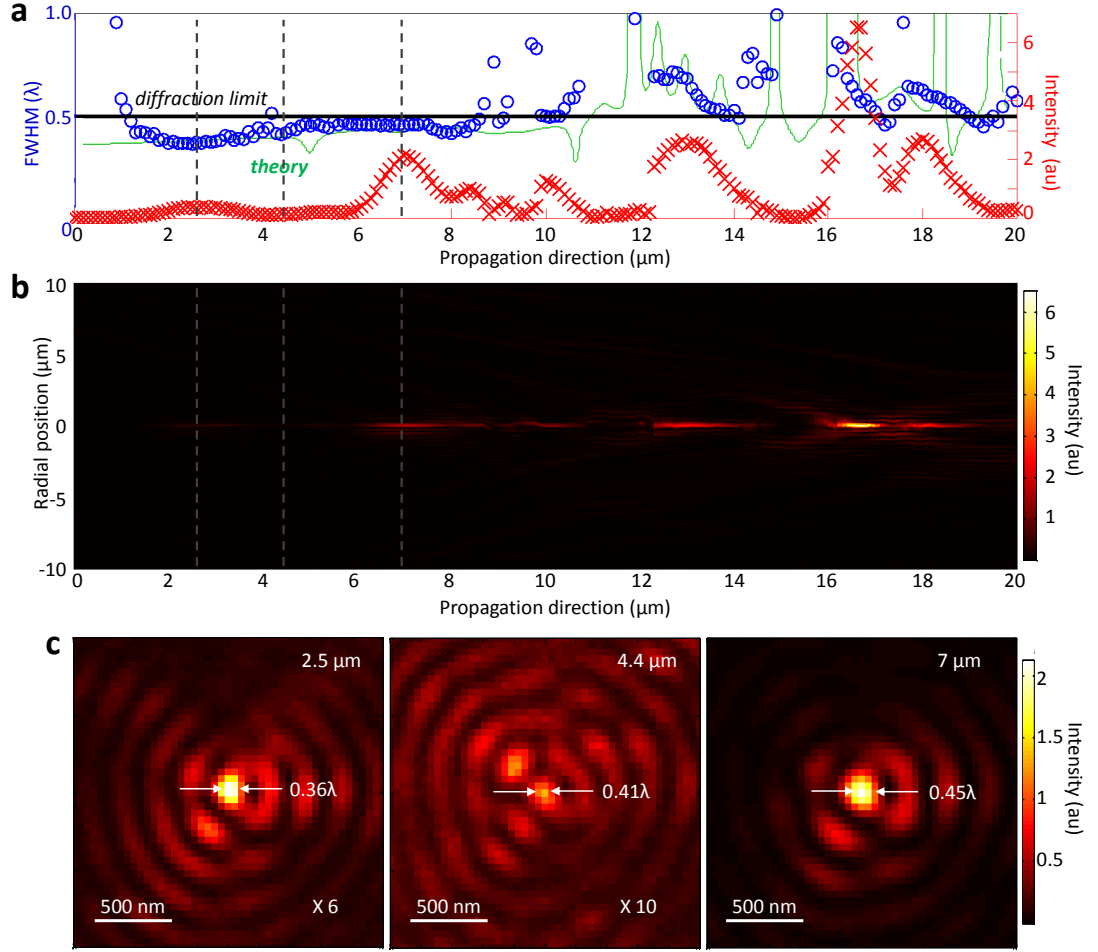 a
1.0
0.5
0
FWHM (λ)
diffraction limit
theory
6
4
2
0
Intensity (au)
0 2 4 6 8 10 12 14 16 18 20
Propagation direction (μm)
b
10
5
0
-5
-10
Radial position (μm)
0 2 4 6 8 10 12 14 16 18 20
Propagation direction (μm)
6
5
4
3
2
1
Intensity (au)
c
2.5 μm
0.36λ
500 nm
X 6
4.4 μm
0.41λ
500 nm
X 10
7 μm
0.45λ
500 nm
2
1.5
1
0.5
Intensity (au)